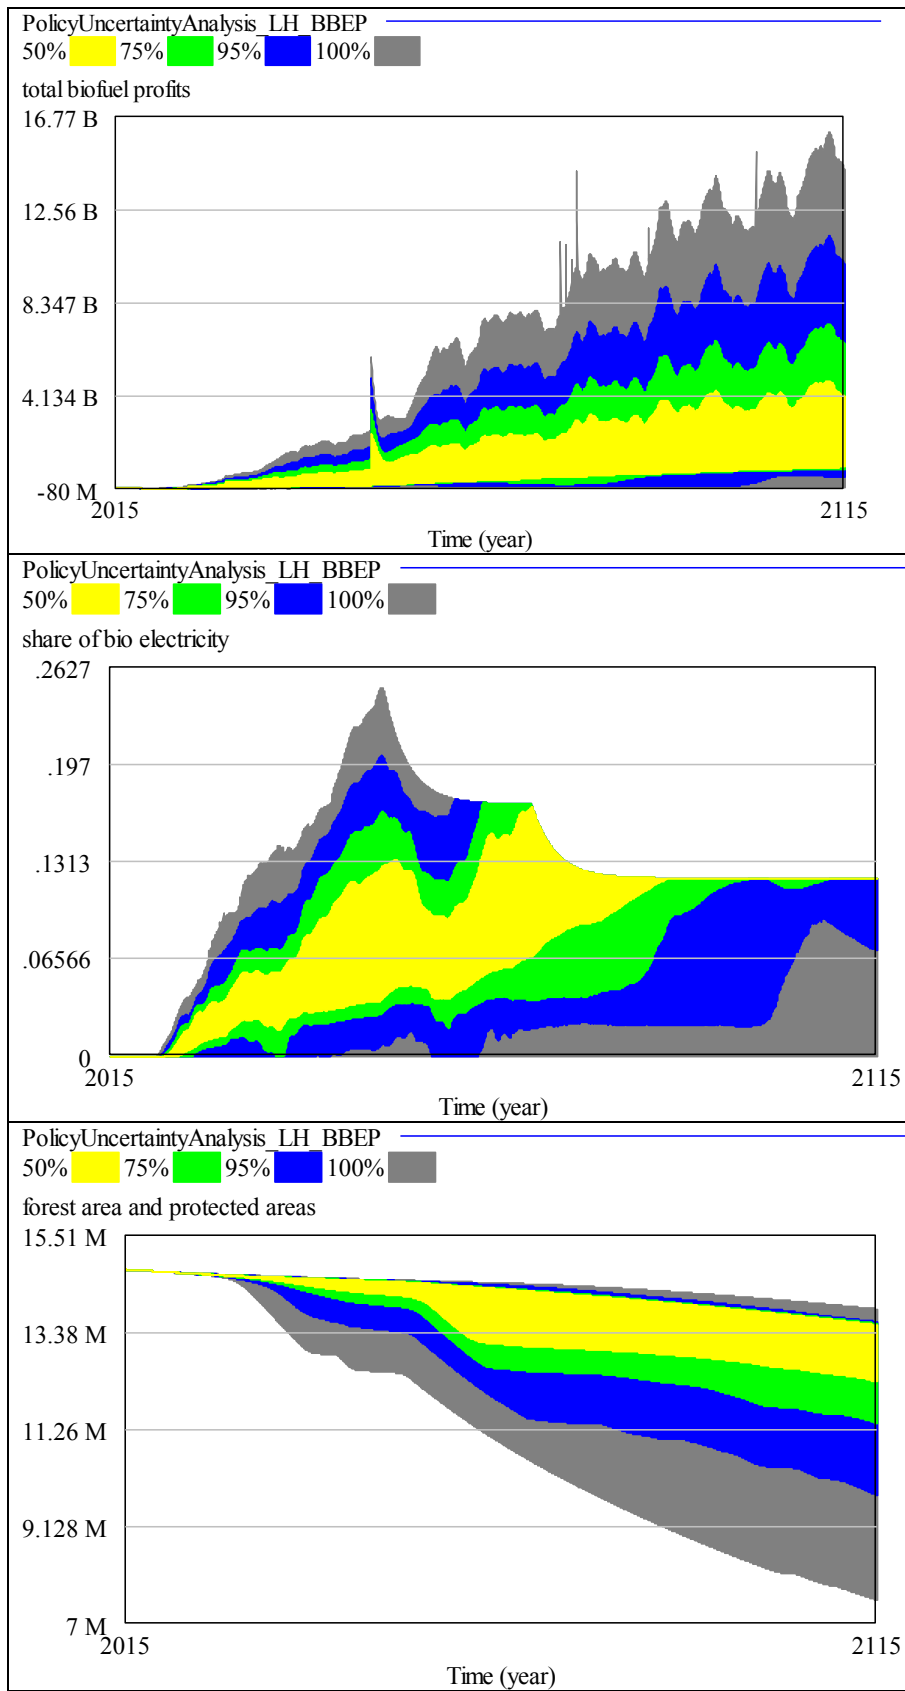 PolicyUncertaintyAnalysis_LH_BBEP
50% 75% 95% 100%
total biofuel profits
16.77 B
12.56 B
8.347 B
4.134 B
-80 M
2015 2115
Time (year)
PolicyUncertaintyAnalysis_LH_BBEP
50% 75% 95% 100%
share of bio electricity
.2627
.197
.1313
.06566
0
2015 2115
Time (year)
PolicyUncertaintyAnalysis_LH_BBEP
50% 75% 95% 100%
forest area and protected areas
15.51 M
13.38 M
11.26 M
9.128 M
7 M
2015 2115
Time (year)